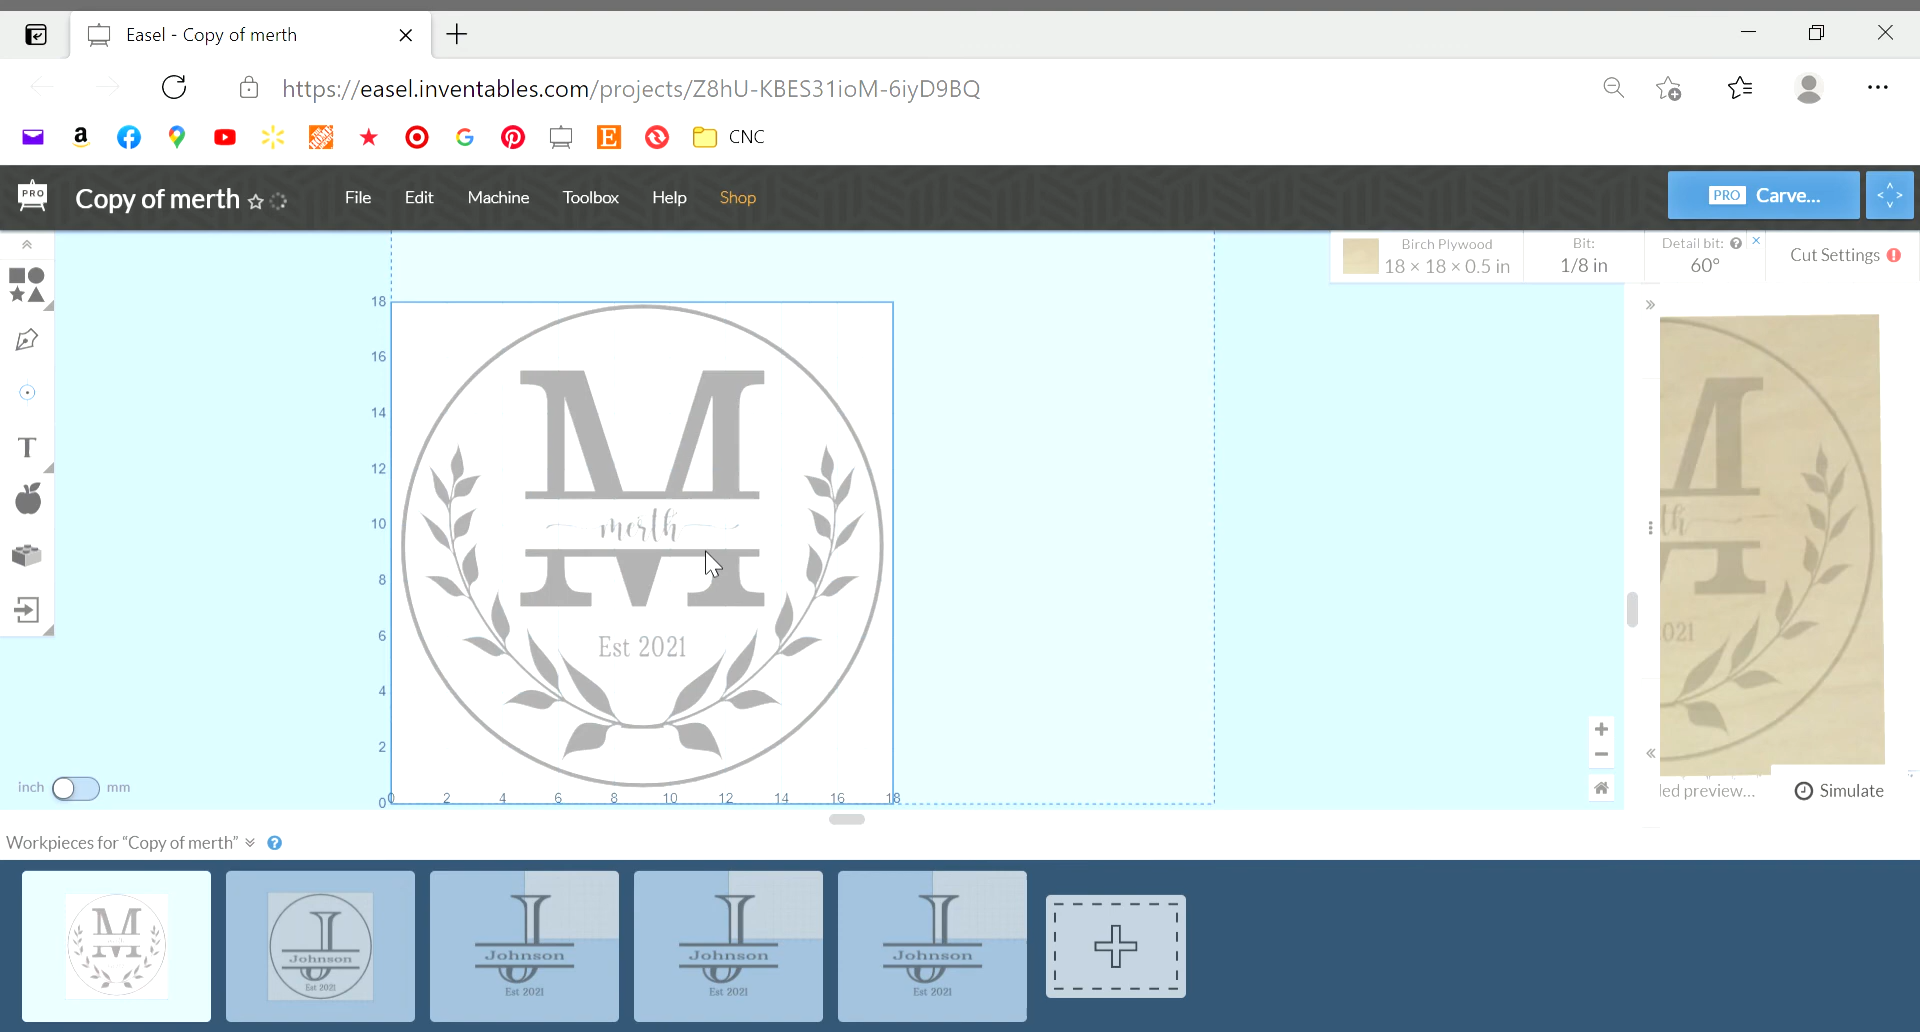 Easel - Copy of merth
https://easel.inventables.com/projects/Z8hU-KBES31ioM-6iyD9BQ
a
G
E
CNC
PRO
Copy of merth
File
Edit
Machine
Toolbox
Help
Shop
PRO Carve...
Birch Plywood
18 × 18 × 0.5 in
Bit:
1/8 in
Detail bit:
60°
Cut Settings
T
18
16
14
12
10
8
6
4
2
0
M
merth
Est 2021
0 2 4 6 8 10 12 14 16 18
th
021
inch
mm
led preview...
Simulate
Workpieces for “Copy of merth”
M
J
Johnson
Est 2021
J
Johnson
Est 2021
J
Johnson
Est 2021
J
Johnson
Est 2021